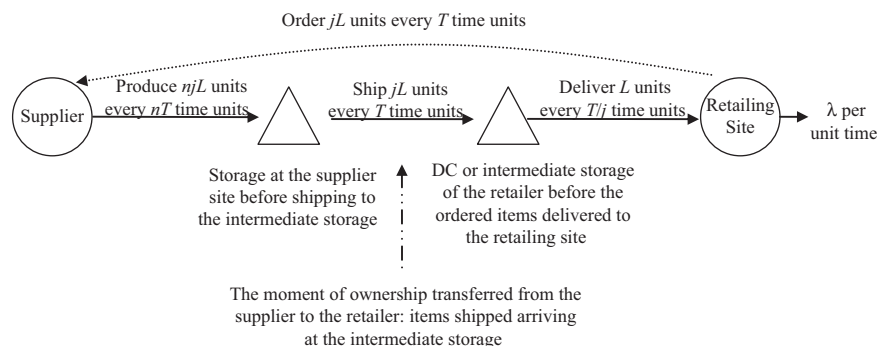 Order jL units every T time units
Produce njL units
every nT time units
Ship jL units
every T time units
Deliver L units
every T/j time units
Supplier
Retailing
Site
λ per
unit time
Storage at the supplier
site before shipping to
the intermediate storage
DC or intermediate storage
of the retailer before the
ordered items delivered to
the retailing site
The moment of ownership transferred from the
supplier to the retailer: items shipped arriving
at the intermediate storage